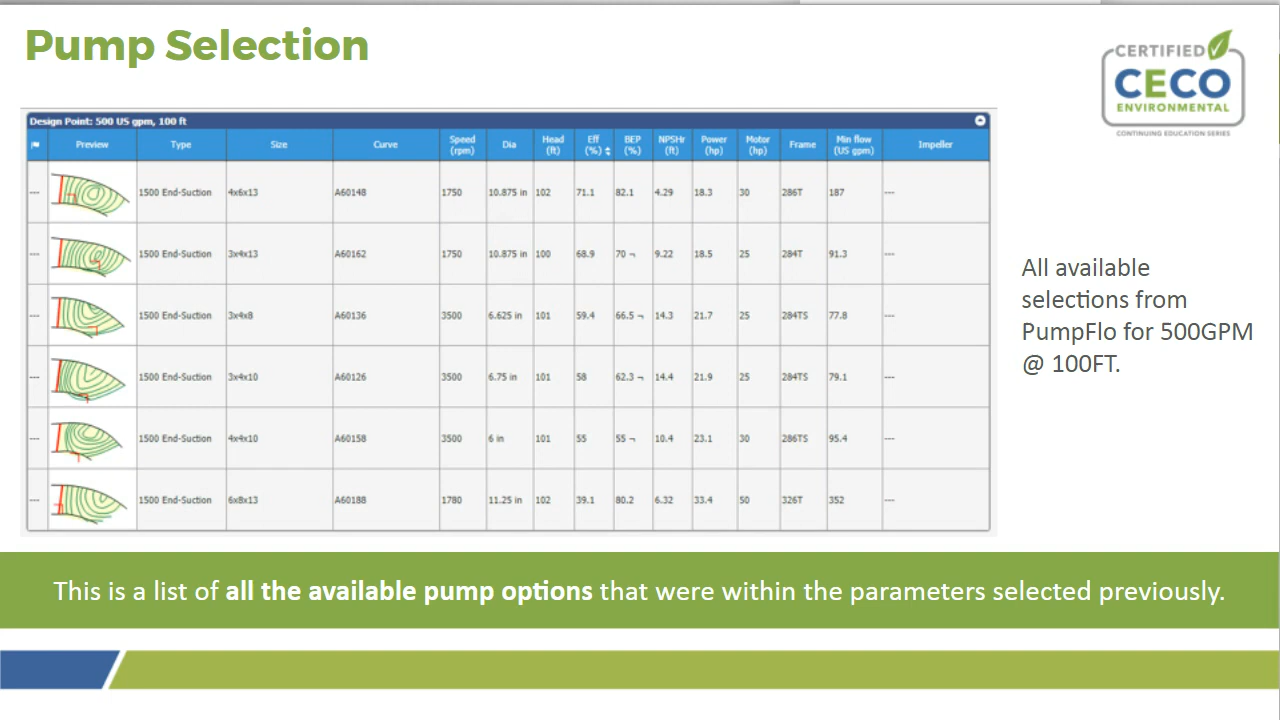 Pump Selection
CERTIFIED
CECO
ENVIRONMENTAL
CONTINUING EDUCATION SERIES
Design Point: 500 US gpm, 100 ft
Preview Type Size Curve Speed (rpm) Dia Head (ft) Eff (%) BEP (%) NPSHr (ft) Power (hp) Motor (hp) Frame Min flow (US gpm) Impeller
--- 1500 End-Suction 4x6x13 A60148 1750 10.875 in 102 71.1 82.1 4.29 18.3 30 286T 187 ---
--- 1500 End-Suction 3x4x13 A60162 1750 10.875 in 100 68.9 70 ¬ 9.22 18.5 25 284T 91.3 ---
--- 1500 End-Suction 3x4x8 A60136 3500 6.625 in 101 59.4 66.5 ¬ 14.3 21.7 25 284TS 77.8 ---
--- 1500 End-Suction 3x4x10 A60126 3500 6.75 in 101 58 62.3 ¬ 14.4 21.9 25 284TS 79.1 ---
--- 1500 End-Suction 4x4x10 A60158 3500 6 in 101 55 55 ¬ 10.4 23.1 30 286TS 95.4 ---
--- 1500 End-Suction 6x8x13 A60188 1780 11.25 in 102 39.1 80.2 6.32 33.4 50 326T 352 ---
All available
selections from
PumpFlo for 500GPM
@ 100FT.
This is a list of all the available pump options that were within the parameters selected previously.